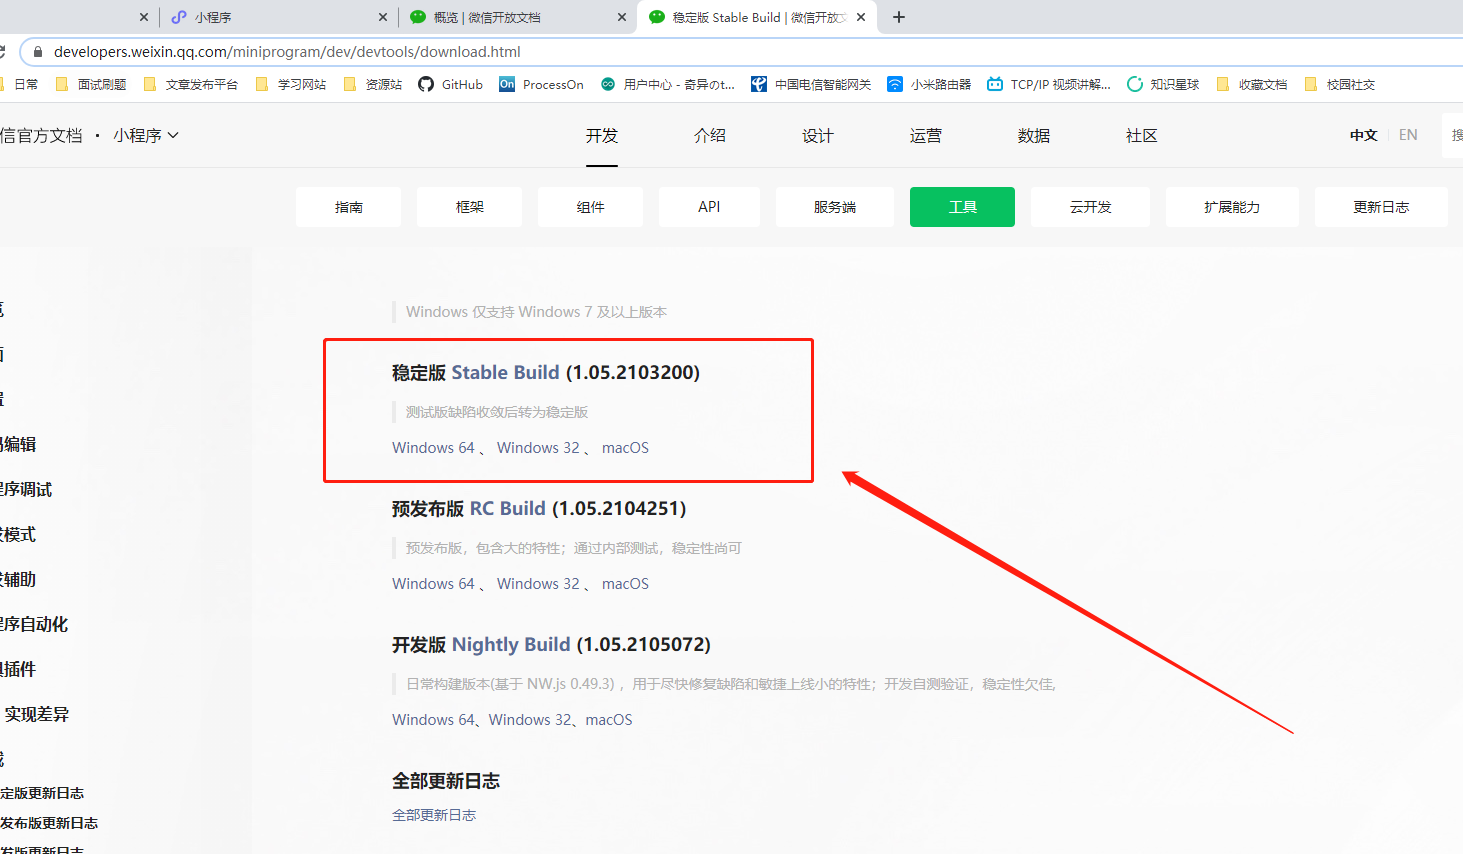 小程序
概览 | 微信开放文档
稳定版 Stable Build | 微信开放文
developers.weixin.qq.com/miniprogram/dev/devtools/download.html
日常 面试刷题 文章发布平台 学习网站 资源站 GitHub ProcessOn 用户中心 - 奇异のt... 中国电信智能网关 小米路由器 TCP/IP 视频讲解... 知识星球 收藏文档 校园社交
信官方文档 · 小程序
开发 介绍 设计 运营 数据 社区
中文 EN 搜
指南 框架 组件 API 服务端 工具 云开发 扩展能力 更新日志
Windows 仅支持 Windows 7 及以上版本
稳定版 Stable Build (1.05.2103200)
测试版缺陷收敛后转为稳定版
Windows 64 、 Windows 32 、 macOS
预发布版 RC Build (1.05.2104251)
预发布版，包含大的特性；通过内部测试，稳定性尚可
Windows 64 、 Windows 32 、 macOS
开发版 Nightly Build (1.05.2105072)
日常构建版本(基于 NW.js 0.49.3) ，用于尽快修复缺陷和敏捷上线小的特性；开发自测验证，稳定性欠佳,
Windows 64、Windows 32、macOS
全部更新日志
全部更新日志
编辑
程序调试
模式
辅助
程序自动化
插件
实现差异
定版更新日志
发布版更新日志
发版更新日志